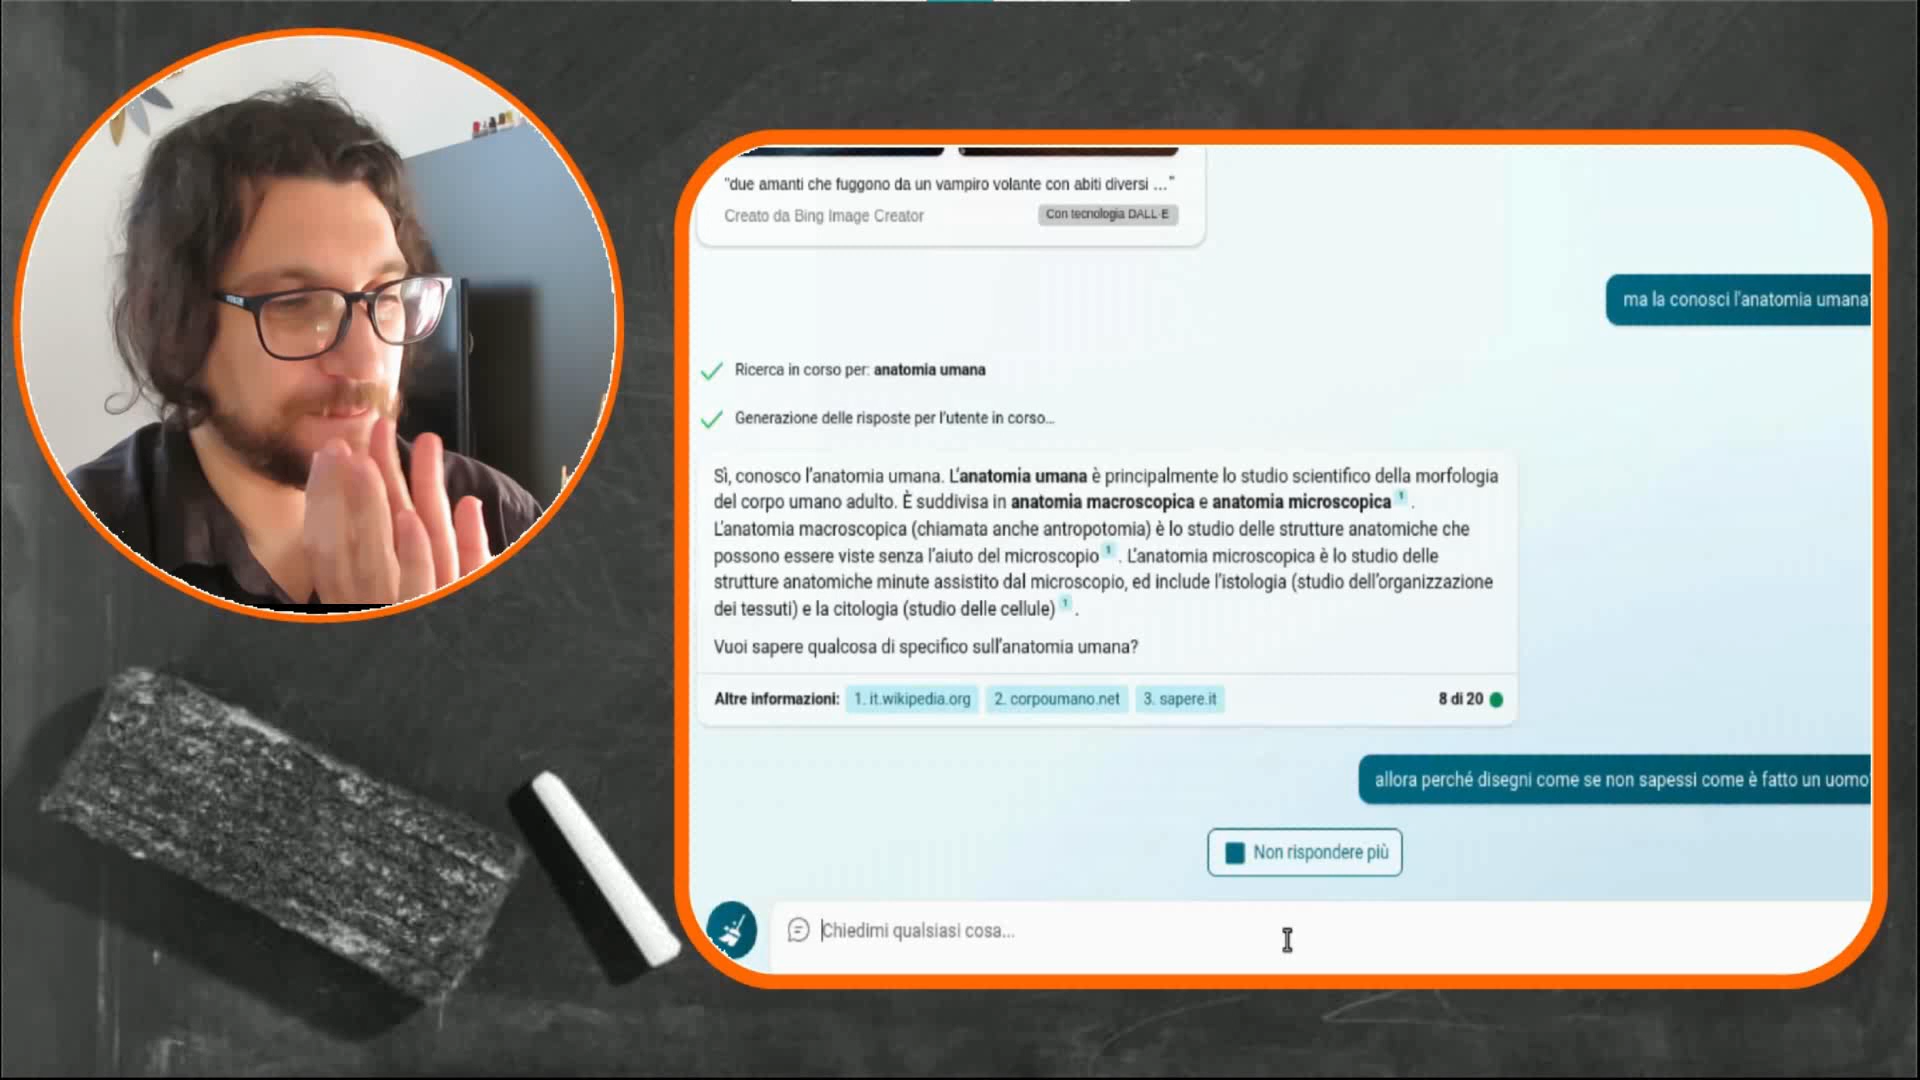 "due amanti che fuggono da un vampiro volante con abiti diversi ..."
Creato da Bing Image Creator
Con tecnologia DALL·E
ma la conosci l'anatomia umana?
Ricerca in corso per: anatomia umana
Generazione delle risposte per l'utente in corso...
Sì, conosco l'anatomia umana. L'anatomia umana è principalmente lo studio scientifico della morfologia
del corpo umano adulto. È suddivisa in anatomia macroscopica e anatomia microscopica 1 .
L'anatomia macroscopica (chiamata anche antropotomia) è lo studio delle strutture anatomiche che
possono essere viste senza l'aiuto del microscopio 1 . L'anatomia microscopica è lo studio delle
strutture anatomiche minute assistito dal microscopio, ed include l'istologia (studio dell'organizzazione
dei tessuti) e la citologia (studio delle cellule) 1 .
Vuoi sapere qualcosa di specifico sull'anatomia umana?
Altre informazioni: 1. it.wikipedia.org 2. corpoumano.net 3. sapere.it 8 di 20
allora perché disegni come se non sapessi come è fatto un uomo?
Non rispondere più
Chiedimi qualsiasi cosa...